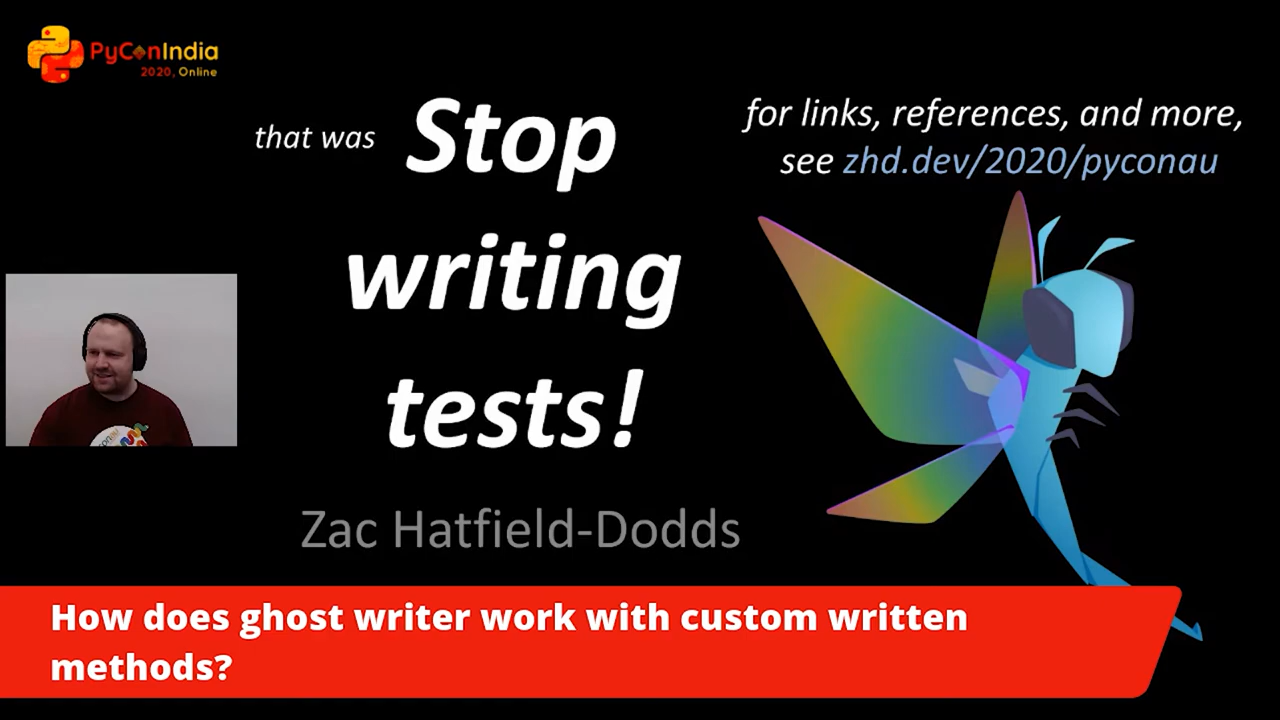 PyConIndia
2020, Online
that was Stop
writing
tests!
for links, references, and more,
see zhd.dev/2020/pyconau
Zac Hatfield-Dodds
How does ghost writer work with custom written
methods?